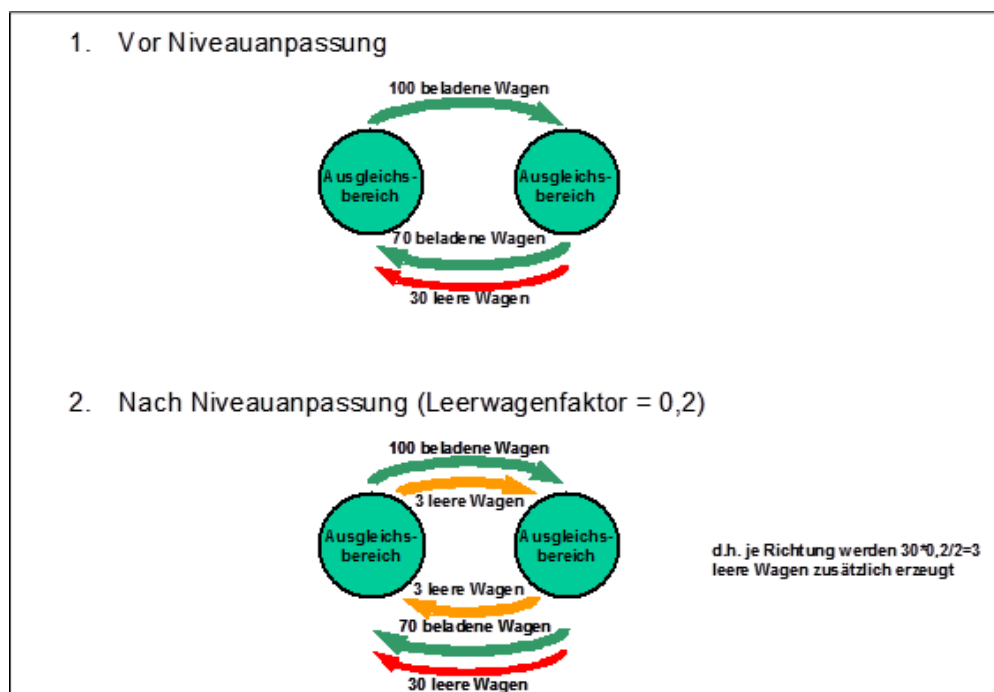 1. Vor Niveauanpassung
100 beladene Wagen
Ausgleichs-
bereich
Ausgleichs-
bereich
70 beladene Wagen
30 leere Wagen
2. Nach Niveauanpassung (Leerwagenfaktor = 0,2)
100 beladene Wagen
3 leere Wagen
Ausgleichs-
bereich
Ausgleichs-
bereich
d.h. je Richtung werden 30*0,2/2=3
leere Wagen zusätzlich erzeugt
3 leere Wagen
70 beladene Wagen
30 leere Wagen